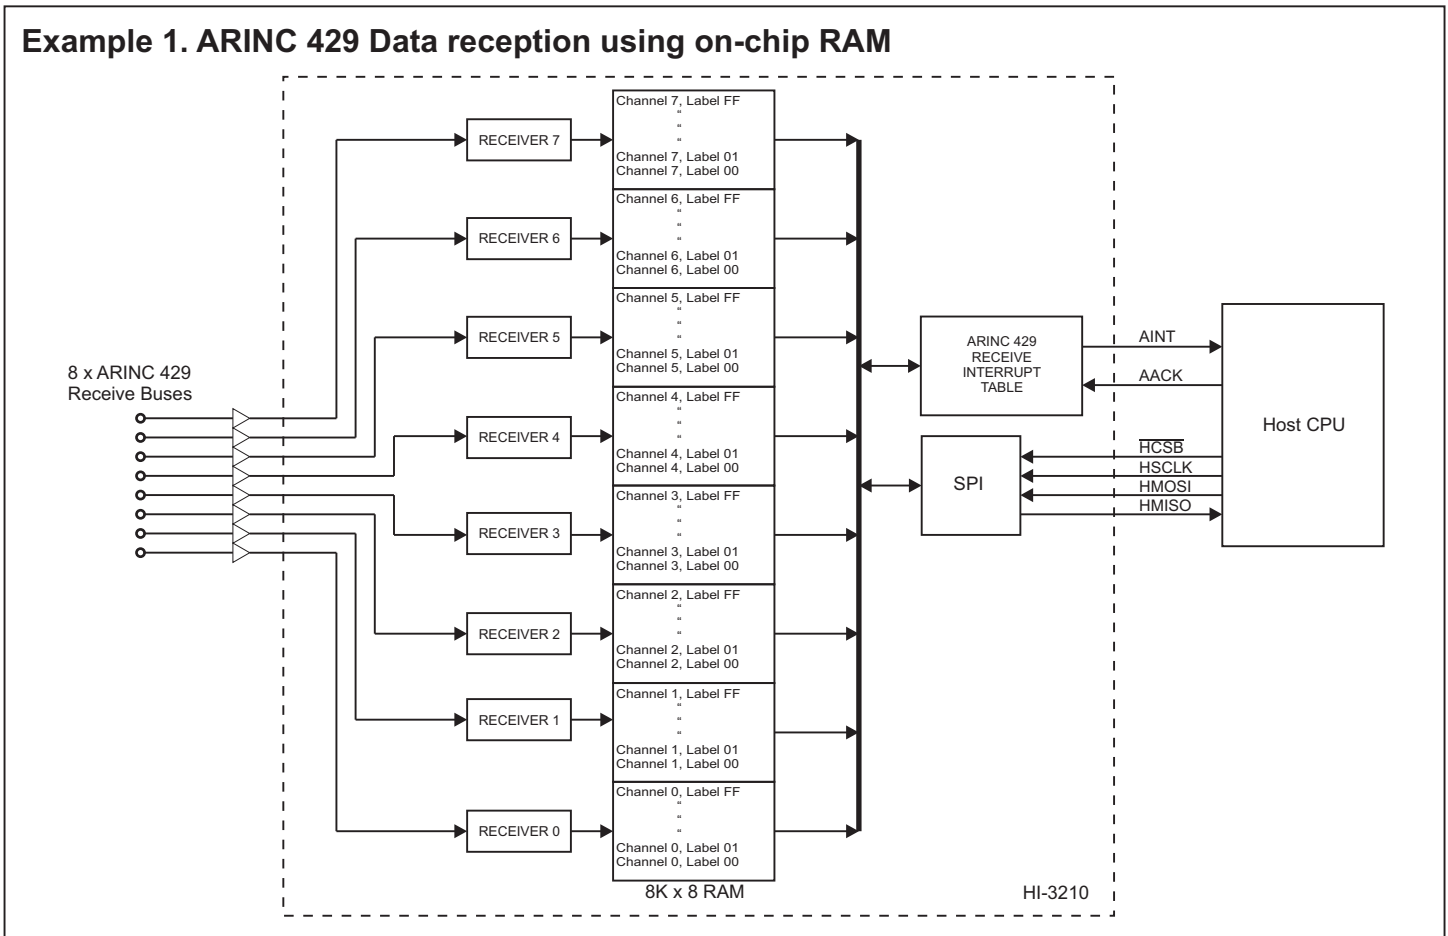 Example 1. ARINC 429 Data reception using on-chip RAM
8 x ARINC 429
Receive Buses
RECEIVER 7
RECEIVER 6
RECEIVER 5
RECEIVER 4
RECEIVER 3
RECEIVER 2
RECEIVER 1
RECEIVER 0
Channel 7, Label FF
“
“
“
Channel 7, Label 01
Channel 7, Label 00
Channel 6, Label FF
“
“
“
Channel 6, Label 01
Channel 6, Label 00
Channel 5, Label FF
“
“
“
Channel 5, Label 01
Channel 5, Label 00
Channel 4, Label FF
“
“
“
Channel 4, Label 01
Channel 4, Label 00
Channel 3, Label FF
“
“
“
Channel 3, Label 01
Channel 3, Label 00
Channel 2, Label FF
“
“
“
Channel 2, Label 01
Channel 2, Label 00
Channel 1, Label FF
“
“
“
Channel 1, Label 01
Channel 1, Label 00
Channel 0, Label FF
“
“
“
Channel 0, Label 01
Channel 0, Label 00
8K x 8 RAM
ARINC 429
RECEIVE
INTERRUPT
TABLE
SPI
HI-3210
AINT
AACK
HCSB
HSCLK
HMOSI
HMISO
Host CPU